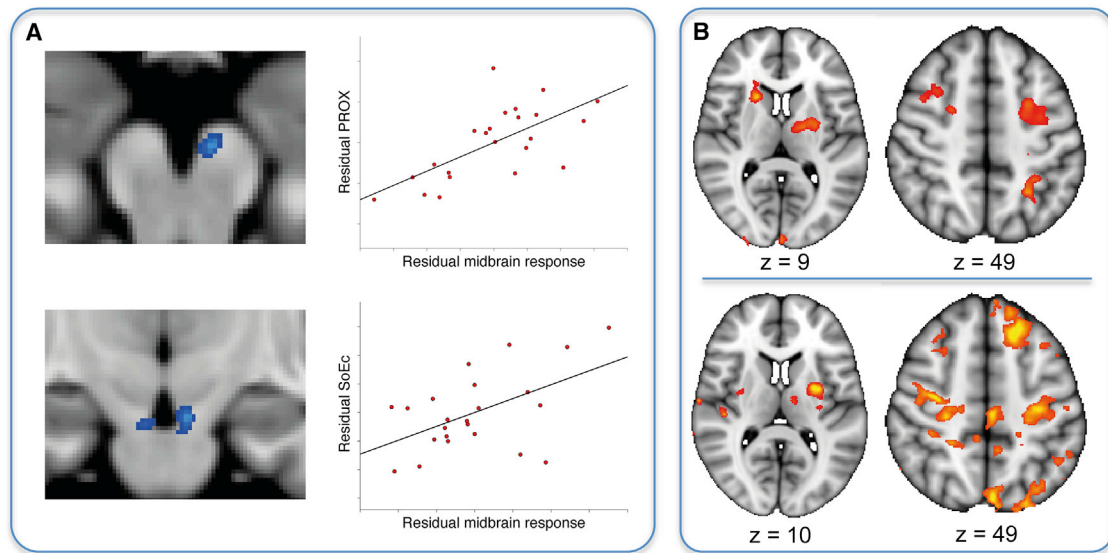 A
Residual PROX
Residual midbrain response
Residual SoEc
Residual midbrain response
B
z = 9
z = 49
z = 10
z = 49